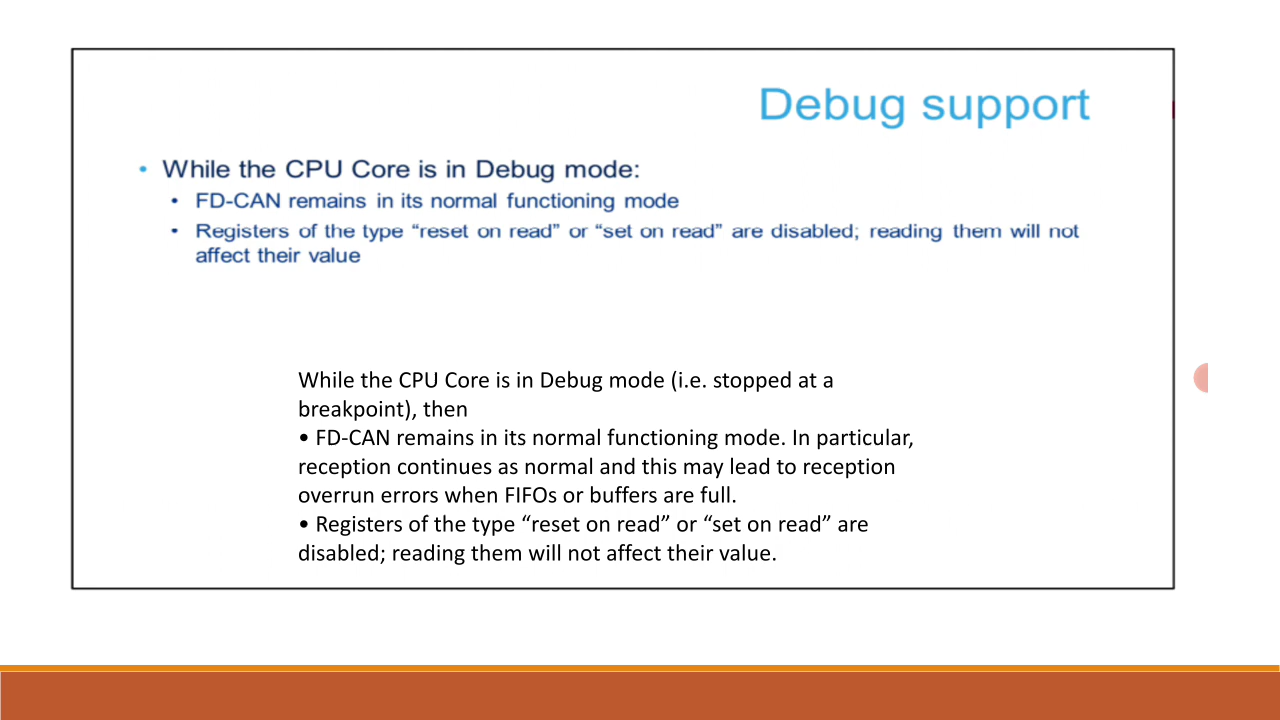 Debug support
• While the CPU Core is in Debug mode:
• FD-CAN remains in its normal functioning mode
• Registers of the type “reset on read” or “set on read” are disabled; reading them will not
affect their value
While the CPU Core is in Debug mode (i.e. stopped at a
breakpoint), then
• FD-CAN remains in its normal functioning mode. In particular,
reception continues as normal and this may lead to reception
overrun errors when FIFOs or buffers are full.
• Registers of the type “reset on read” or “set on read” are
disabled; reading them will not affect their value.